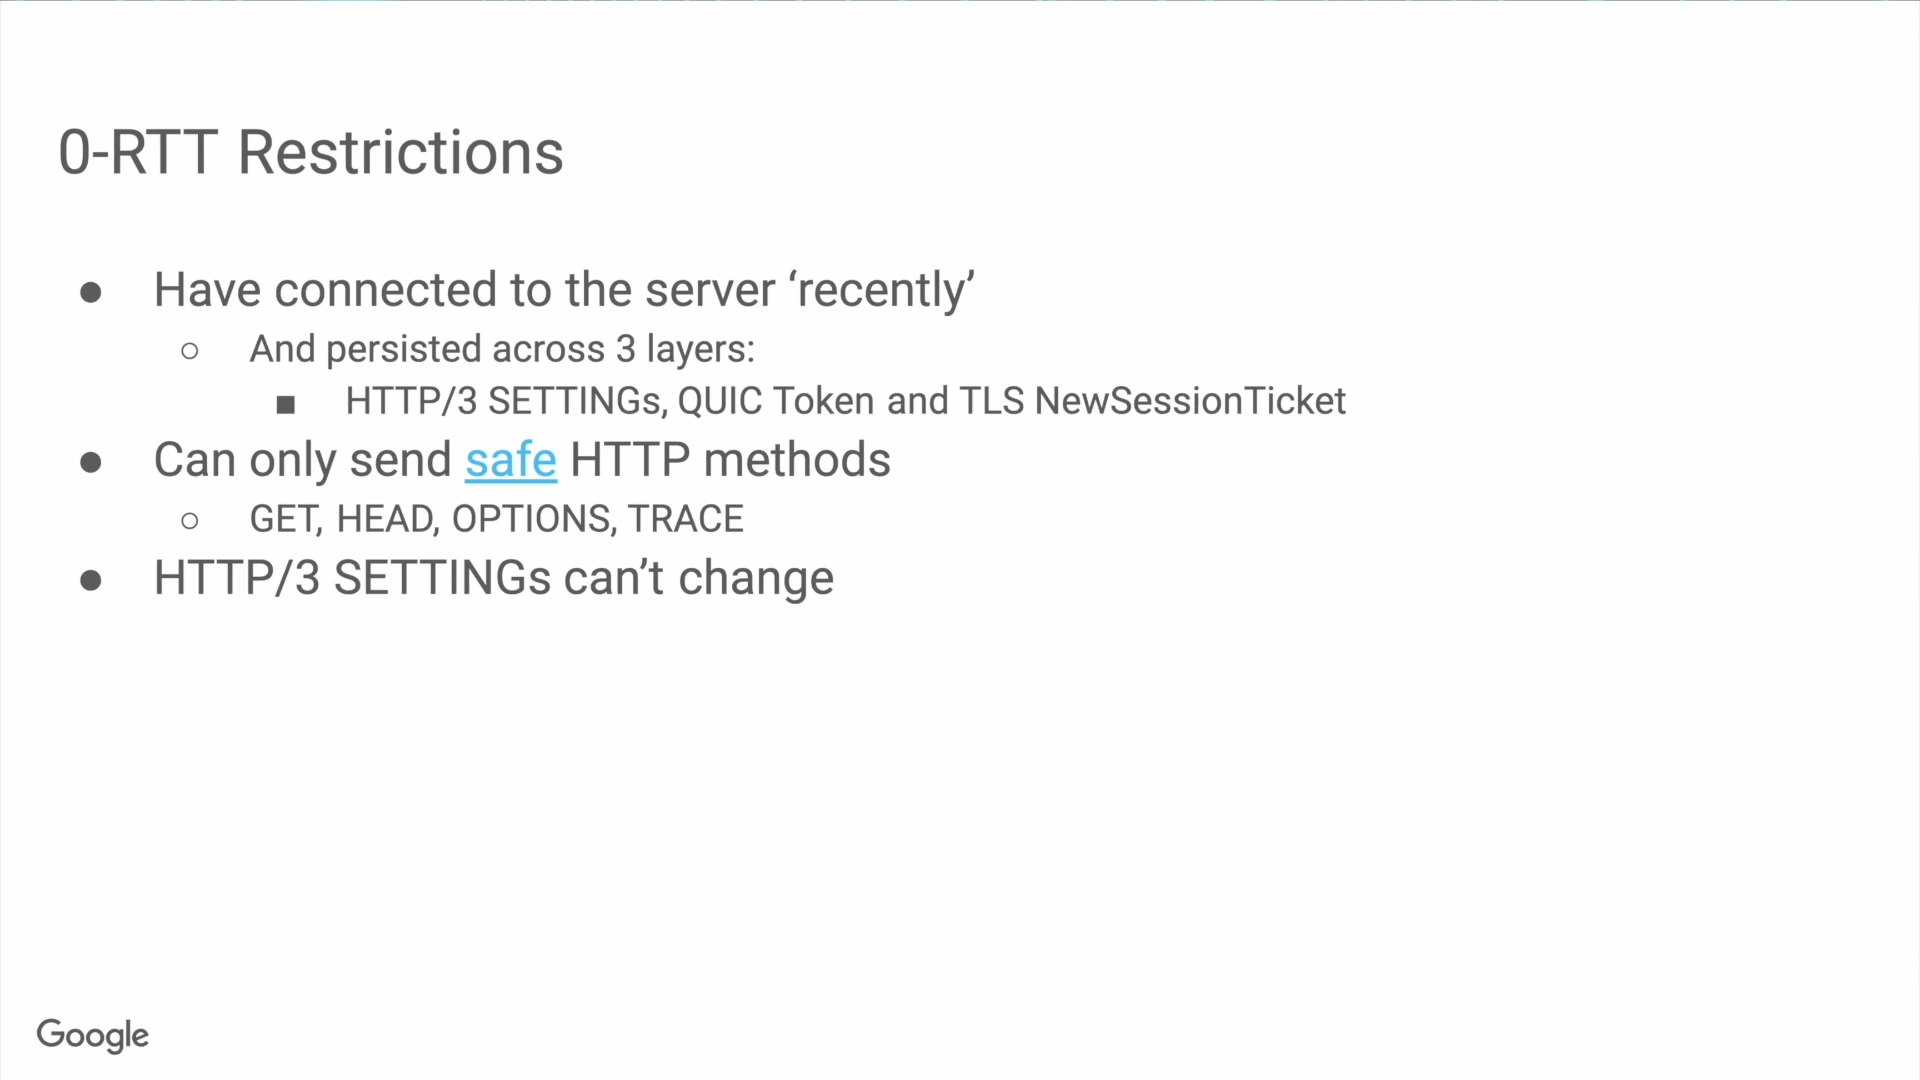 0-RTT Restrictions
● Have connected to the server ‘recently’
○ And persisted across 3 layers:
■ HTTP/3 SETTINGs, QUIC Token and TLS NewSessionTicket
● Can only send safe HTTP methods
○ GET, HEAD, OPTIONS, TRACE
● HTTP/3 SETTINGs can’t change
Google